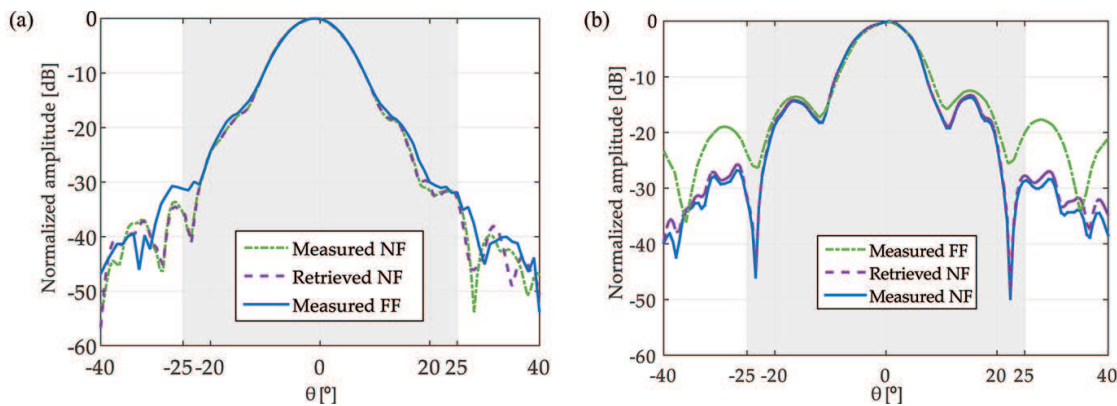 (a)
Normalized amplitude [dB]
0
-10
-20
-30
-40
-50
-60
Measured NF
Retrieved NF
Measured FF
-40
-25
-20
0
20
25
40
θ [º]
(b)
Normalized amplitude [dB]
0
-10
-20
-30
-40
-50
-60
Measured FF
Retrieved NF
Measured NF
-40
-25
-20
0
20
25
40
θ [º]